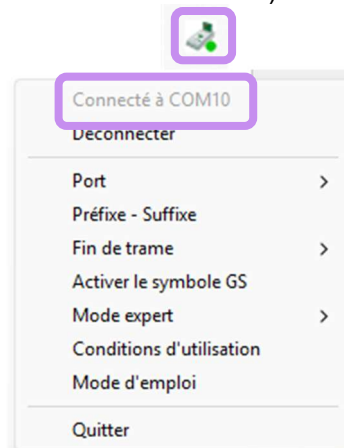 Connecté à COM10
Déconnecter
Port
Préfixe - Suffixe
Fin de trame
Activer le symbole GS
Mode expert
Conditions d'utilisation
Mode d'emploi
Quitter